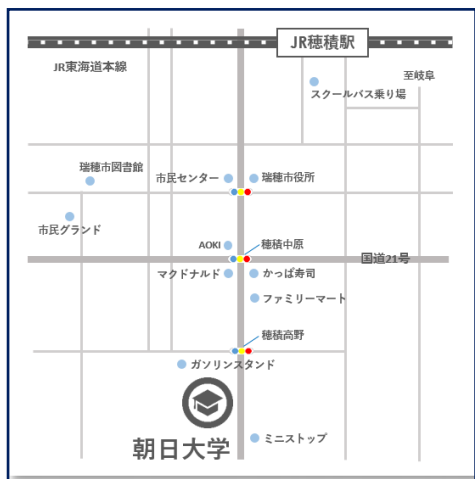 JR穂積駅
JR東海道本線
至岐阜
スクールバス乗り場
瑞穂市図書館
市民センター
瑞穂市役所
市民グランド
AOKI
穂積中原
国道21号
マクドナルド
かっぱ寿司
ファミリーマート
穂積高野
ガソリンスタンド
朝日大学
ミニストップ